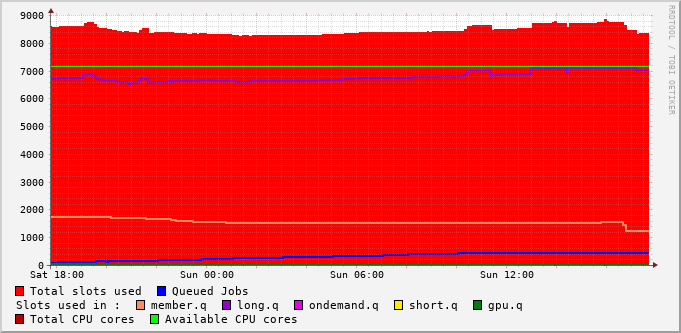 RRDTOOL / TOBI OETIKER
9000
8000
7000
6000
5000
4000
3000
2000
1000
0
Sat 18:00 Sun 00:00 Sun 06:00 Sun 12:00
Total slots used Queued Jobs
Slots used in : member.q long.q ondemand.q short.q gpu.q
Total CPU cores Available CPU cores